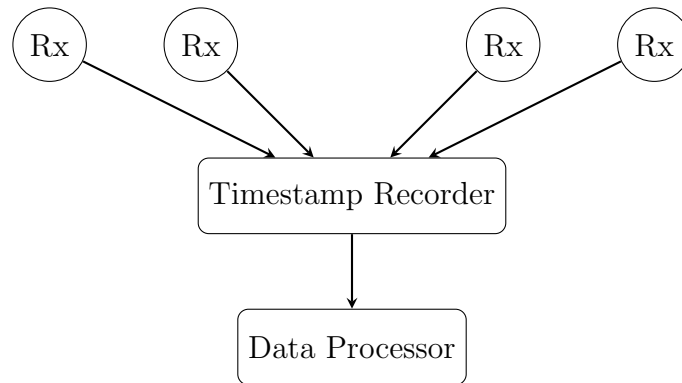 Rx Rx Rx Rx
Timestamp Recorder
Data Processor